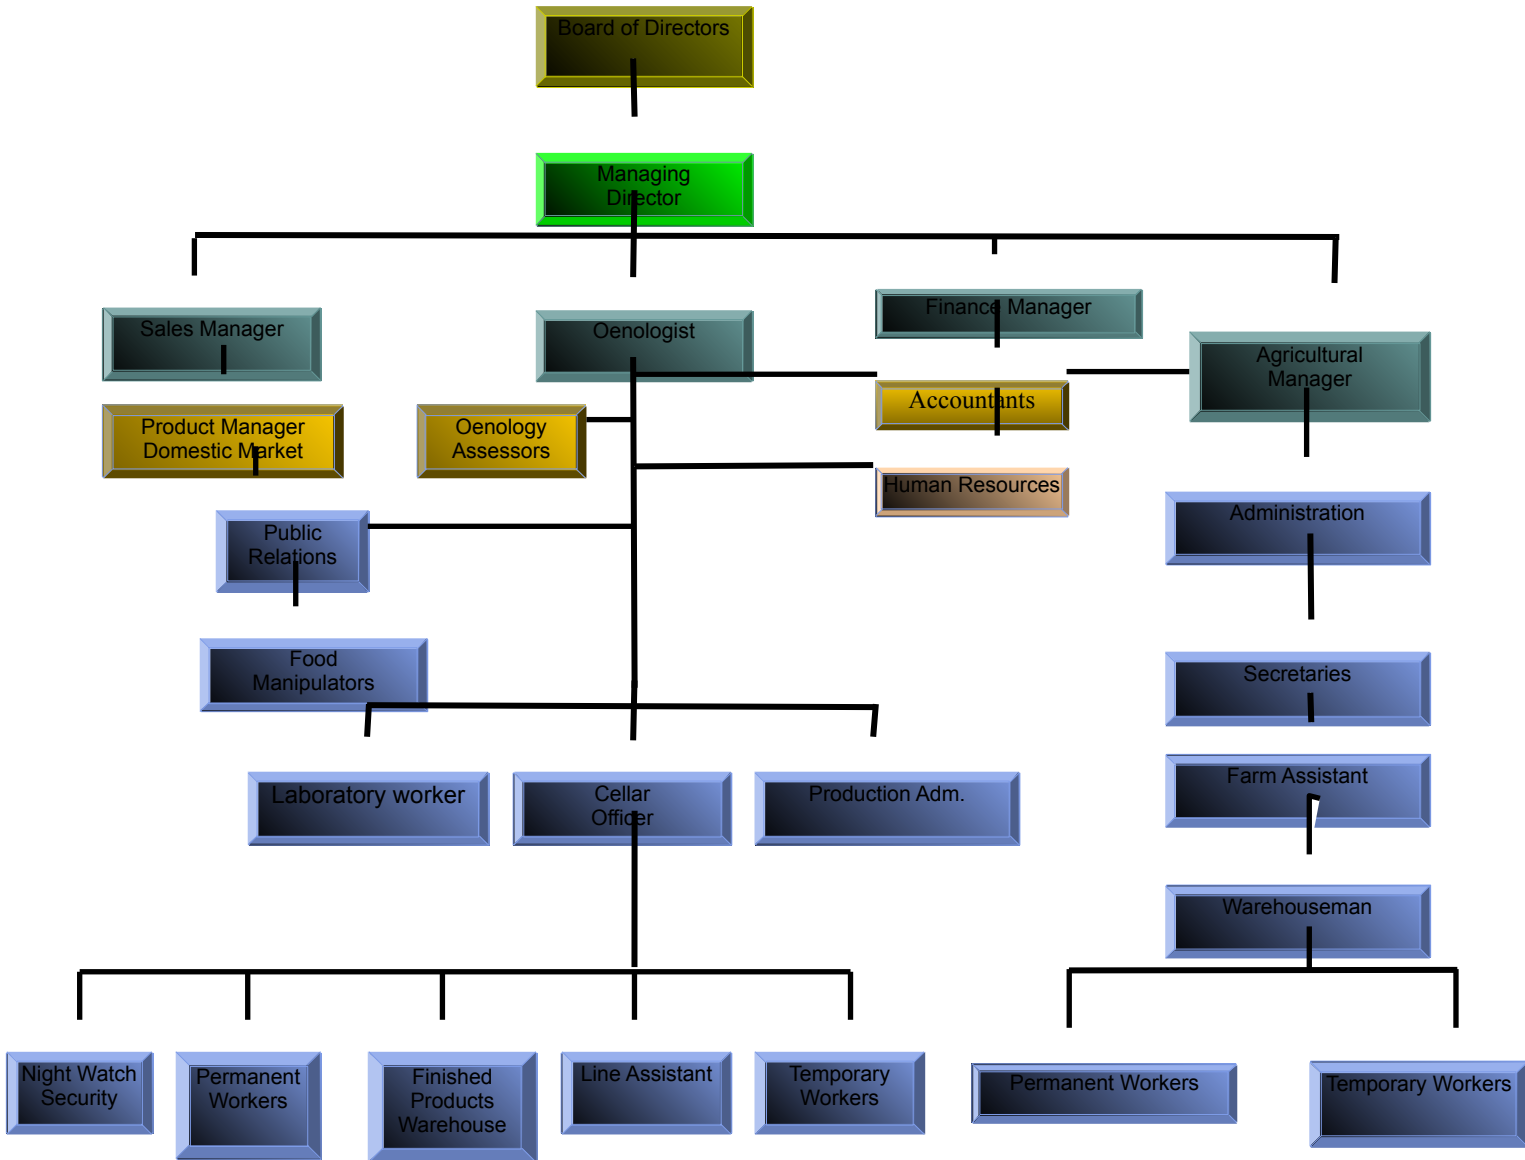 Board of Directors
Managing
Director
Sales Manager
Oenologist
Finance Manager
Agricultural
Manager
Product Manager
Domestic Market
Oenology
Assessors
Accountants
Human Resources
Public
Relations
Administration
Food
Manipulators
Secretaries
Laboratory worker
Cellar
Officer
Production Adm.
Farm Assistant
Warehouseman
Night Watch
Security
Permanent
Workers
Finished
Products
Warehouse
Line Assistant
Temporary
Workers
Permanent Workers
Temporary Workers